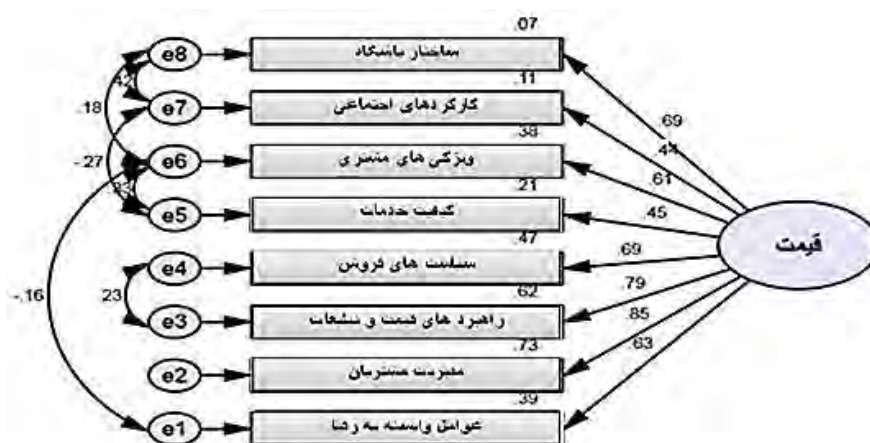 .07
e8 ساختار باشگاه
.42
.11
.18 e7 کارکردهای اجتماعی .69
.38 .44
-.27 e6 ویژگی های مشتری .61
.21
e5 کیفیت خدمات .45
.47
قیمت
e4 سیاست های فروش .69
-.16 .23 .62 .79
e3 راهبرد های قیمت و تبلیغات .85
.73 .63
e2 مدیریت مشتریان
.39
e1 عوامل وابسته به